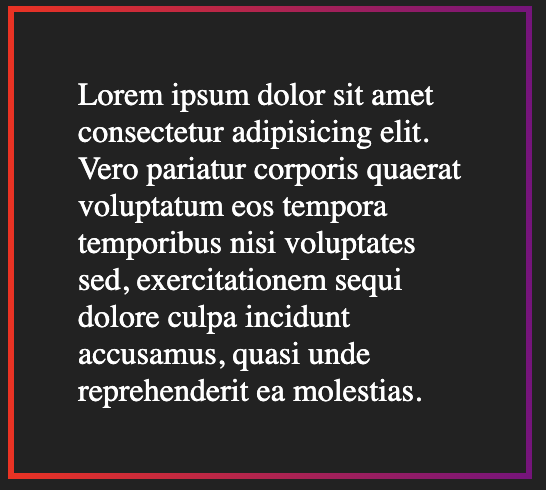 Lorem ipsum dolor sit amet
consectetur adipisicing elit.
Vero pariatur corporis quaerat
voluptatum eos tempora
temporibus nisi voluptates
sed, exercitationem sequi
dolore culpa incidunt
accusamus, quasi unde
reprehenderit ea molestias.